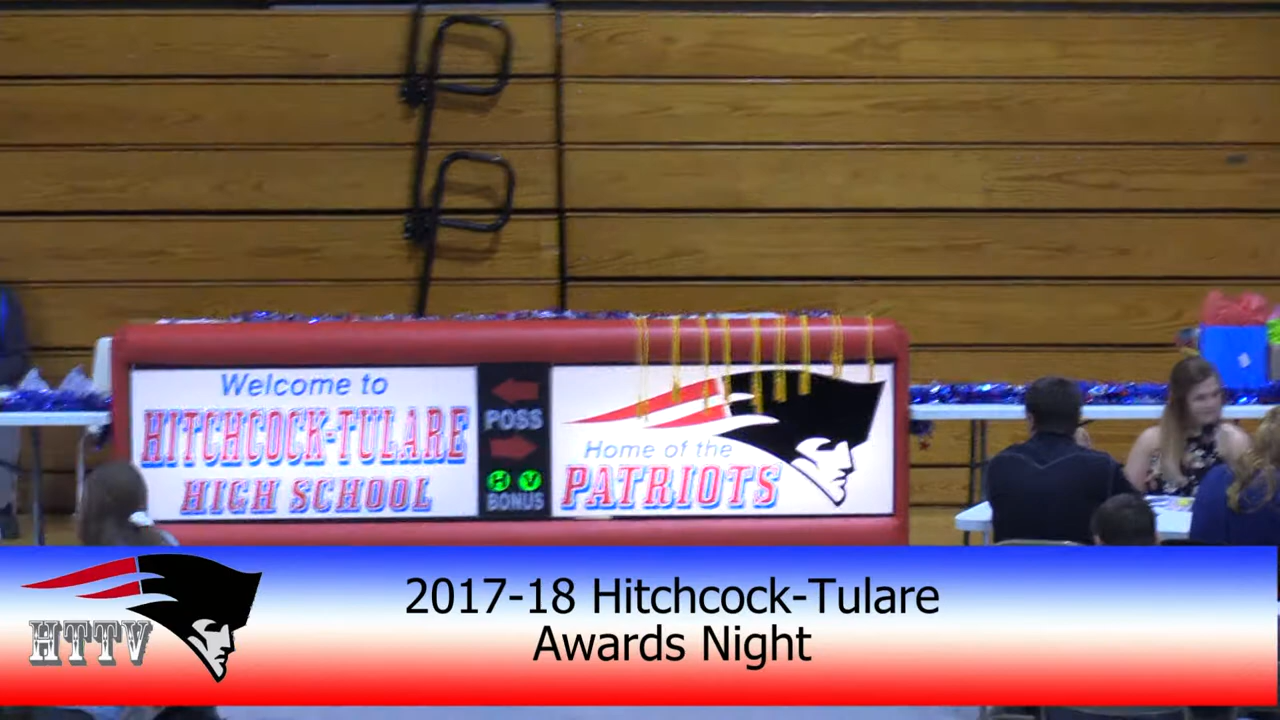 Welcome to
HITCHCOCK-TULARE
HIGH SCHOOL
POSS
H V
BONUS
Home of the
PATRIOTS
HTTV
2017-18 Hitchcock-Tulare
Awards Night